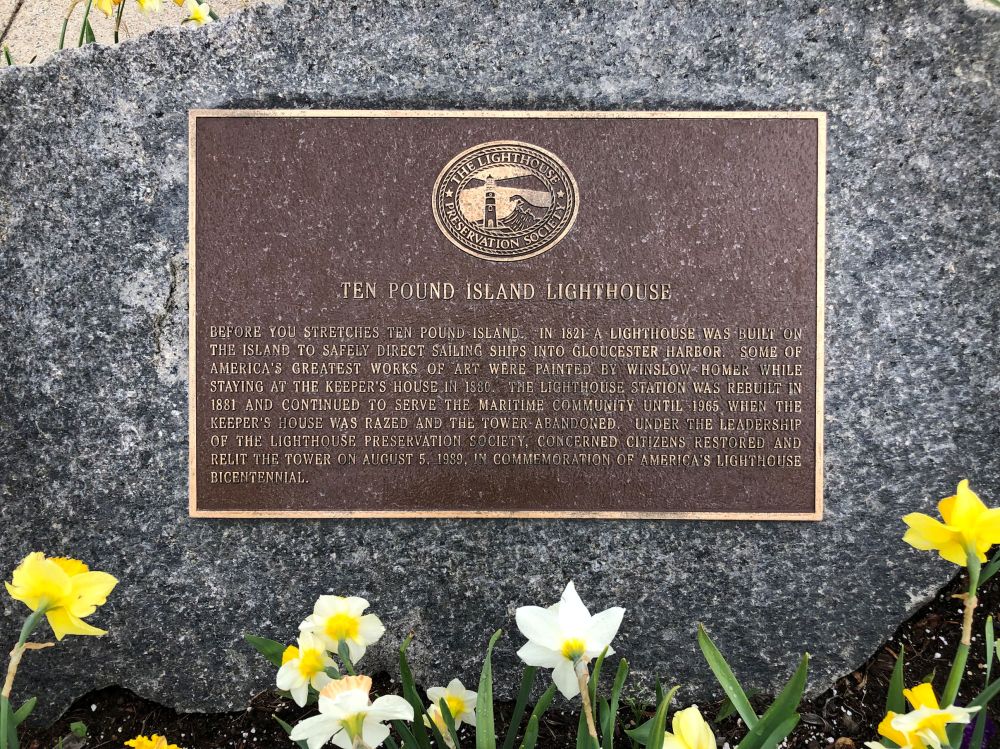 THE LIGHTHOUSE
PRESERVATION SOCIETY
TEN POUND ISLAND LIGHTHOUSE
BEFORE YOU STRETCHES TEN POUND ISLAND. IN 1821 A LIGHTHOUSE WAS BUILT ON
THE ISLAND TO SAFELY DIRECT SAILING SHIPS INTO GLOUCESTER HARBOR. SOME OF
AMERICA'S GREATEST WORKS OF ART WERE PAINTED BY WINSLOW HOMER WHILE
STAYING AT THE KEEPER'S HOUSE IN 1880. THE LIGHTHOUSE STATION WAS REBUILT IN
1881 AND CONTINUED TO SERVE THE MARITIME COMMUNITY UNTIL 1965 WHEN THE
KEEPER'S HOUSE WAS RAZED AND THE TOWER ABANDONED. UNDER THE LEADERSHIP
OF THE LIGHTHOUSE PRESERVATION SOCIETY, CONCERNED CITIZENS RESTORED AND
RELIT THE TOWER ON AUGUST 5, 1989, IN COMMEMORATION OF AMERICA'S LIGHTHOUSE
BICENTENNIAL.